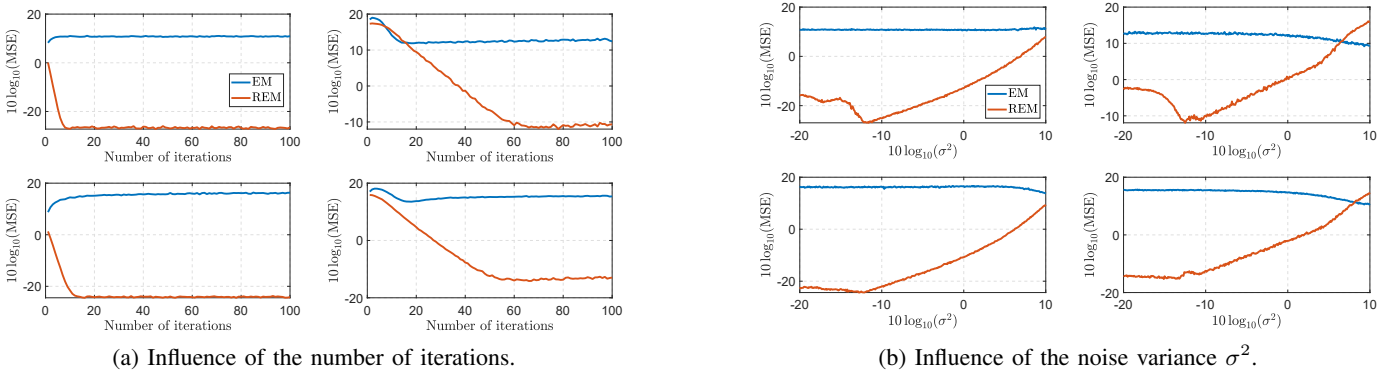 20
0
-20
10 log₁₀(MSE)
0 20 40 60 80 100
Number of iterations
EM
REM
20
10
0
-10
10 log₁₀(MSE)
0 20 40 60 80 100
Number of iterations
20
0
-20
10 log₁₀(MSE)
0 20 40 60 80 100
Number of iterations
20
0
-20
10 log₁₀(MSE)
0 20 40 60 80 100
Number of iterations
(a) Influence of the number of iterations.
20
0
-20
10 log₁₀(MSE)
-20 -10 0 10
10 log₁₀(σ²)
EM
REM
20
10
0
-10
10 log₁₀(MSE)
-20 -10 0 10
10 log₁₀(σ²)
20
0
-20
10 log₁₀(MSE)
-20 -10 0 10
10 log₁₀(σ²)
20
0
-20
10 log₁₀(MSE)
-20 -10 0 10
10 log₁₀(σ²)
(b) Influence of the noise variance σ².